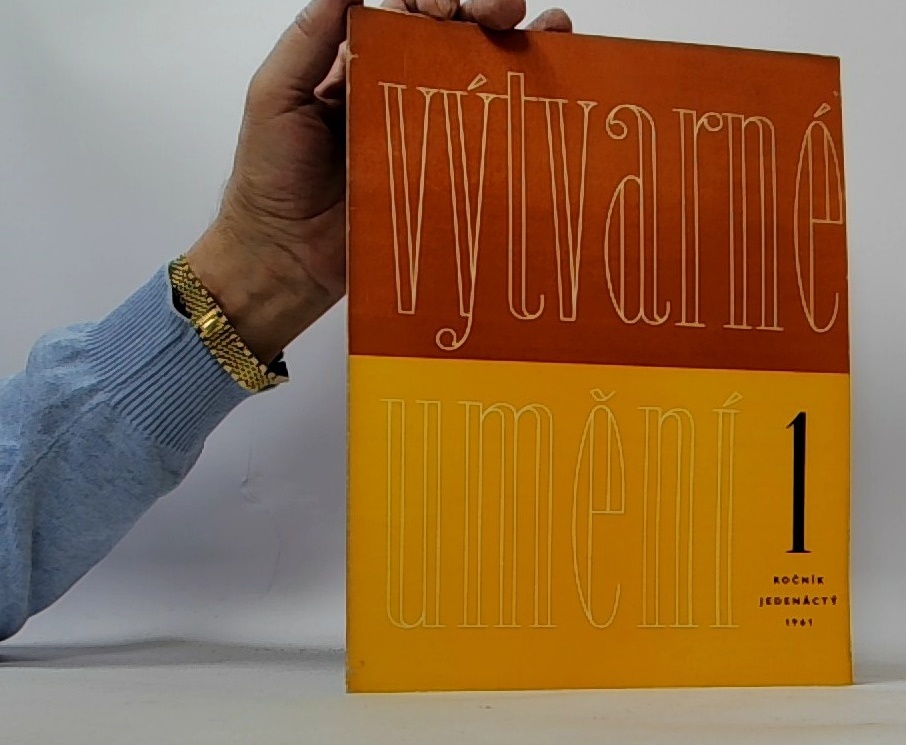 výtvarné
umění
1
ROČNÍK
JEDENÁCTÝ
1961